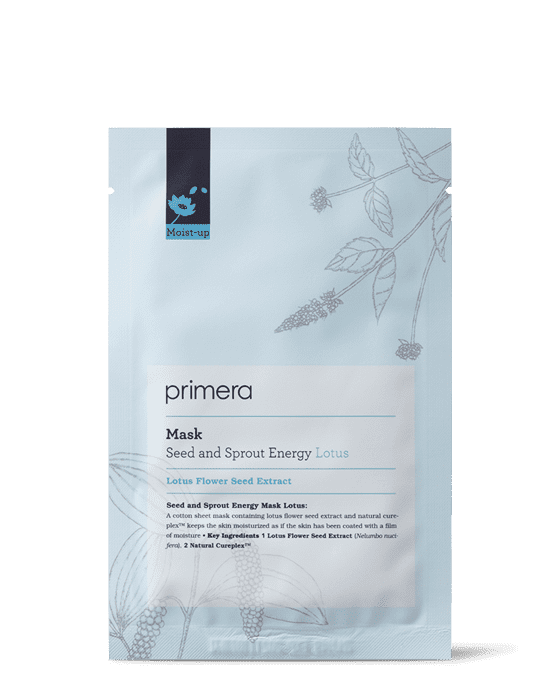 Moist-up
primera
Mask
Seed and Sprout Energy Lotus
Lotus Flower Seed Extract
Seed and Sprout Energy Mask Lotus:
A cotton sheet mask containing lotus flower seed extract and natural cure-
plex™ keeps the skin moisturized as if the skin has been coated with a film
of moisture • Key Ingredients 1 Lotus Flower Seed Extract (Nelumbo nuci-
fera), 2 Natural Cureplex™